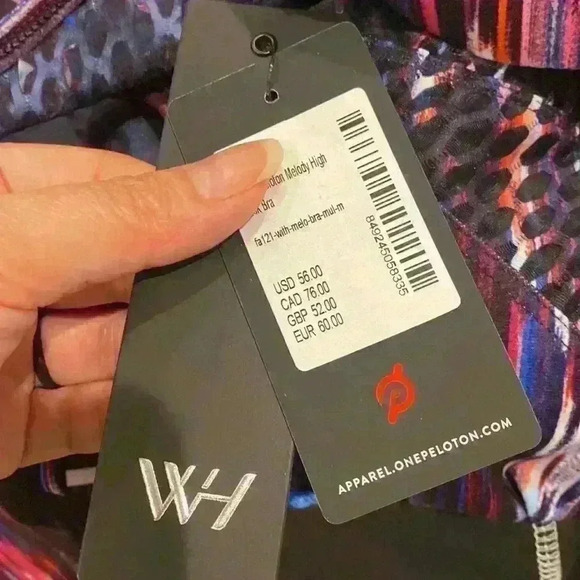 Melody High
Bra
fa121-with-melo-bra-mul-m
USD 56.00
CAD 76.00
GBP 52.00
EUR 60.00
849245058335
P
APPAREL.ONEPELOTON.COM
WH